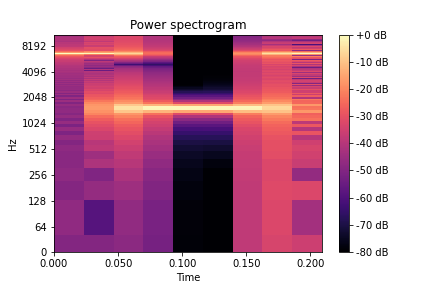 Power spectrogram
8192
4096
2048
1024
512
256
128
64
0
Hz
0.000 0.050 0.100 0.150 0.200
Time
+0 dB
-10 dB
-20 dB
-30 dB
-40 dB
-50 dB
-60 dB
-70 dB
-80 dB